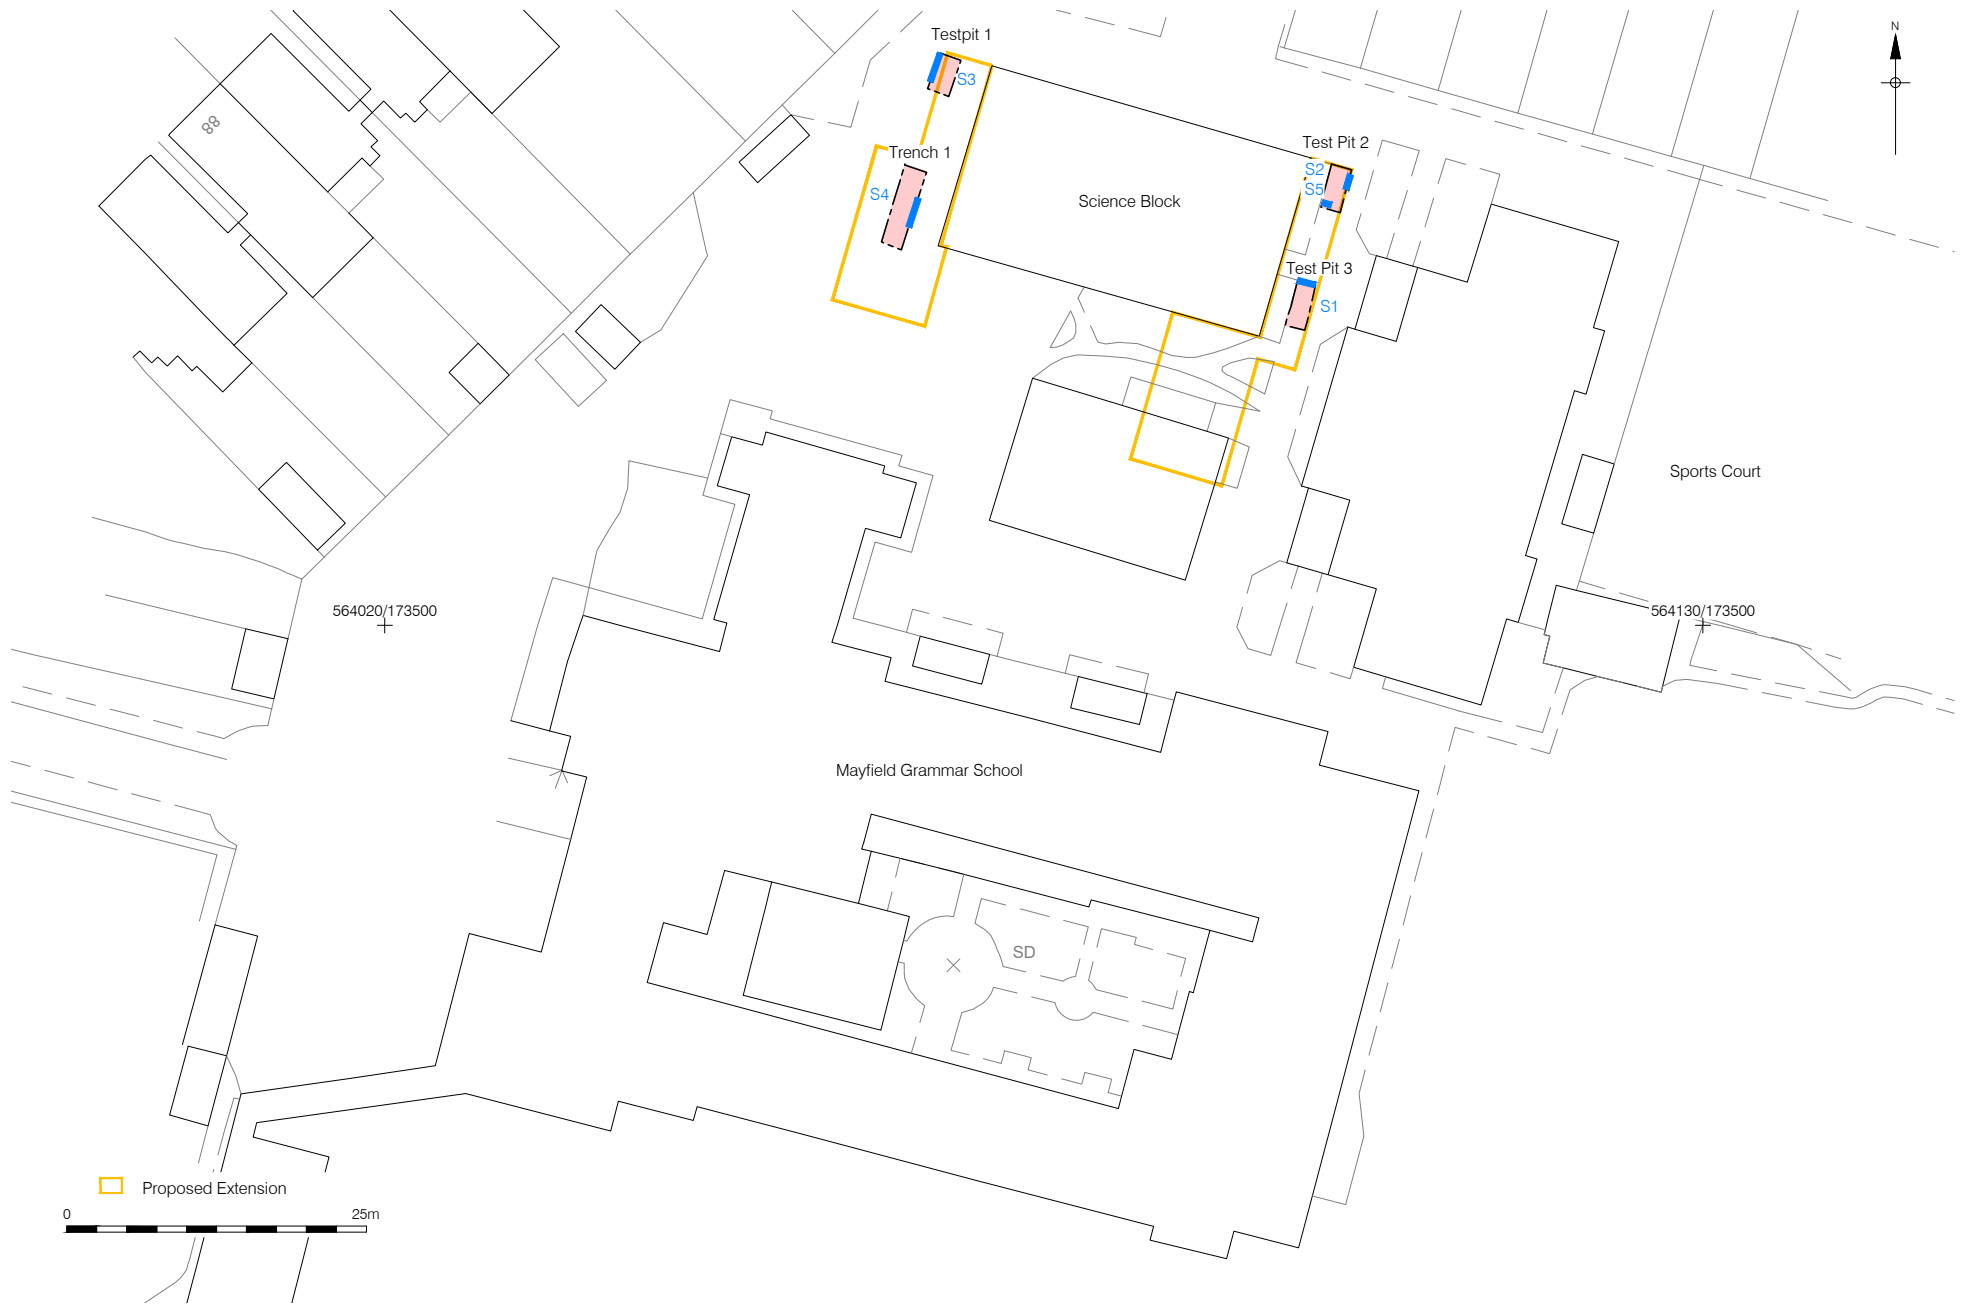 Testpit 1
N
S3
88
Test Pit 2
Trench 1
S2
S5
S4
Science Block
Test Pit 3
S1
Sports Court
564020/173500
564130/173500
Mayfield Grammar School
SD
Proposed Extension
0
25m